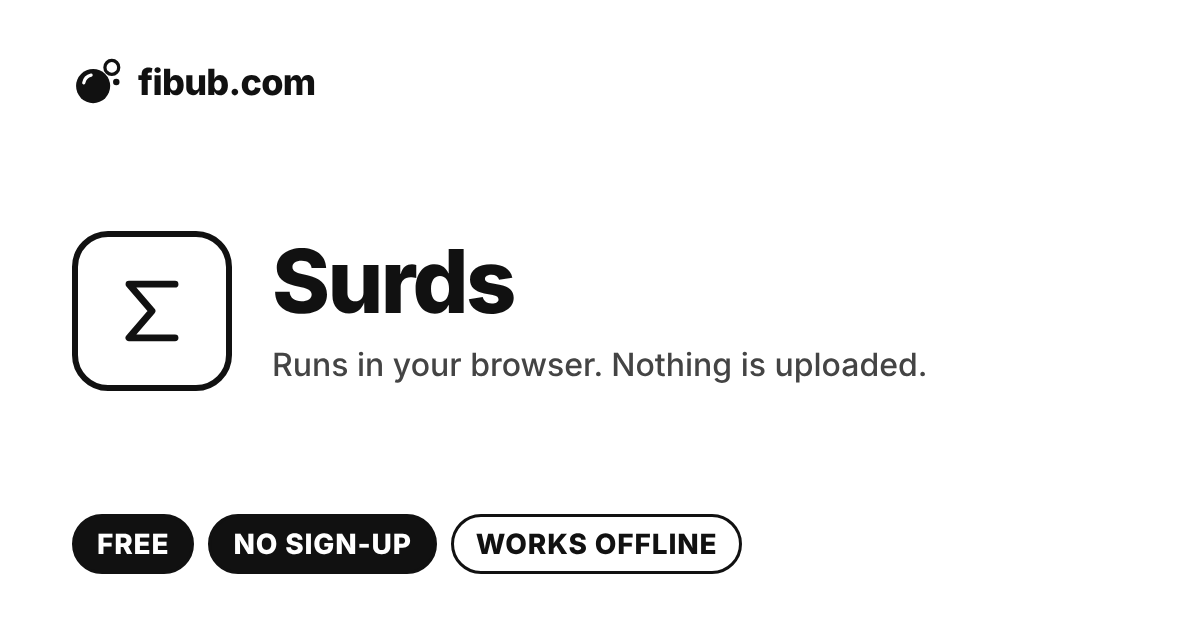 fibub.com
Σ
Surds
Runs in your browser. Nothing is uploaded.
FREE
NO SIGN-UP
WORKS OFFLINE